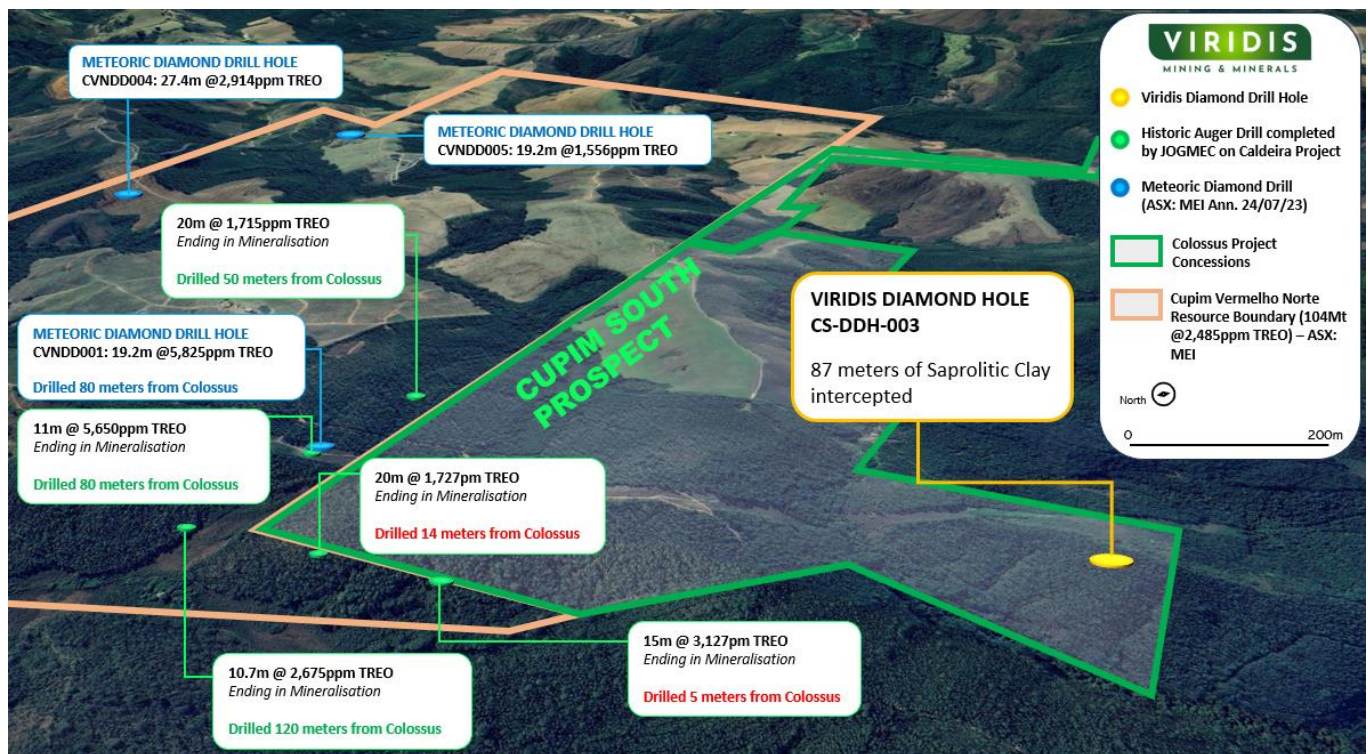 METEORIC DIAMOND DRILL HOLE
CVNDD004: 27.4m @2,914ppm TREO
METEORIC DIAMOND DRILL HOLE
CVNDD005: 19.2m @1,556ppm TREO
20m @ 1,715ppm TREO
Ending in Mineralisation
Drilled 50 meters from Colossus
METEORIC DIAMOND DRILL HOLE
CVNDD001: 19.2m @5,825ppm TREO
Drilled 80 meters from Colossus
11m @ 5,650ppm TREO
Ending in Mineralisation
Drilled 80 meters from Colossus
20m @ 1,727pm TREO
Ending in Mineralisation
Drilled 14 meters from Colossus
10.7m @ 2,675ppm TREO
Ending in Mineralisation
Drilled 120 meters from Colossus
15m @ 3,127pm TREO
Ending in Mineralisation
Drilled 5 meters from Colossus
CUPIM SOUTH
PROSPECT
VIRIDIS DIAMOND HOLE
CS-DDH-003
87 meters of Saprolitic Clay
intercepted
VIRIDIS
MINING & MINERALS
Viridis Diamond Drill Hole
Historic Auger Drill completed
by JOGMEC on Caldeira Project
Meteoric Diamond Drill
(ASX: MEI Ann. 24/07/23)
Colossus Project
Concessions
Cupim Vermelho Norte
Resource Boundary (104Mt
@2,485ppm TREO) – ASX:
MEI
North
0 200m